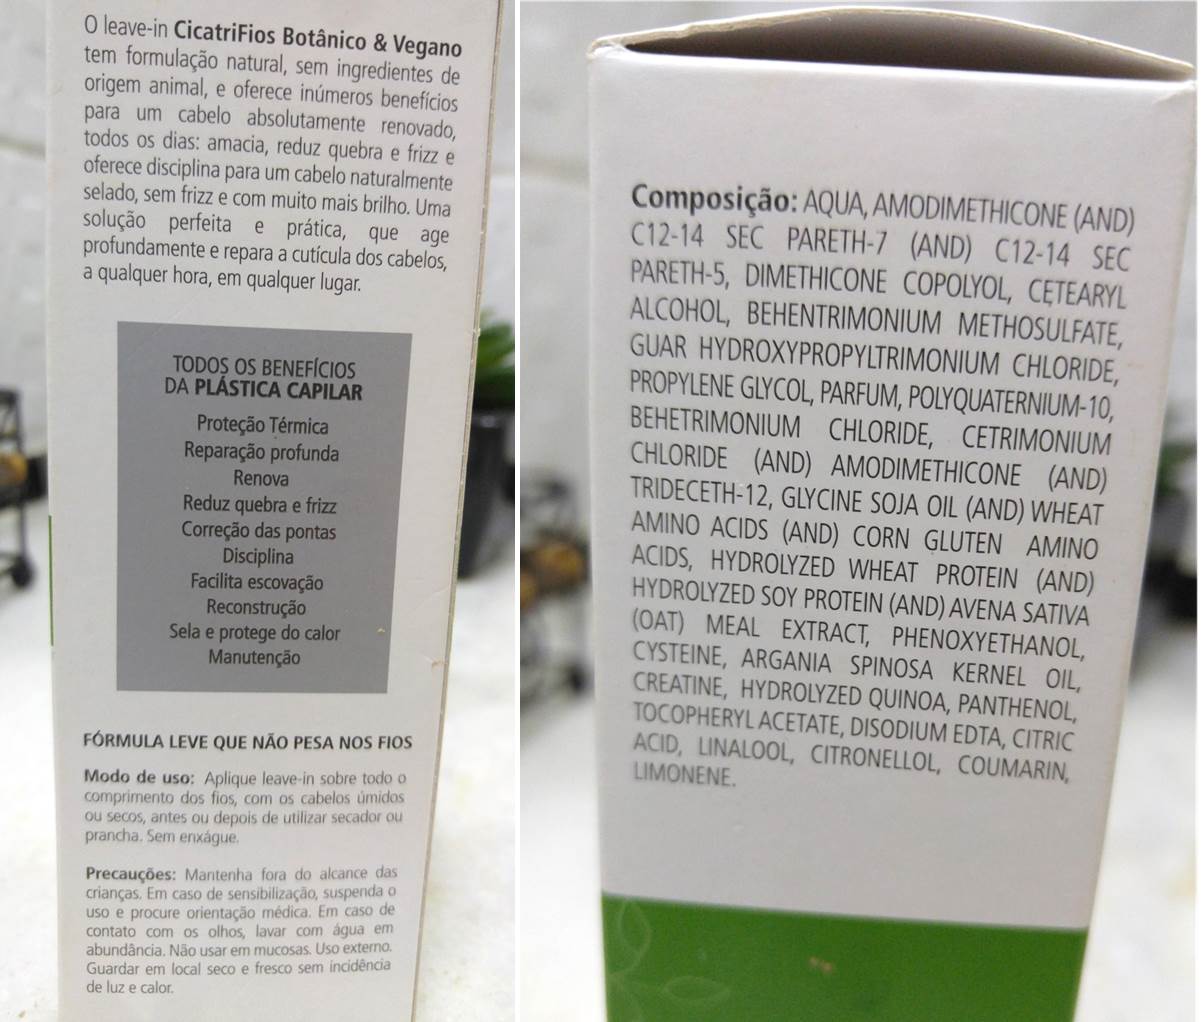 O leave-in CicatriFios Botânico & Vegano
tem formulação natural, sem ingredientes de
origem animal, e oferece inúmeros benefícios
para um cabelo absolutamente renovado,
todos os dias: amacia, reduz quebra e frizz e
oferece disciplina para um cabelo naturalmente
selado, sem frizz e com muito mais brilho. Uma
solução perfeita e prática, que age
profundamente e repara a cutícula dos cabelos,
a qualquer hora, em qualquer lugar.
TODOS OS BENEFÍCIOS
DA PLÁSTICA CAPILAR
Proteção Térmica
Reparação profunda
Renova
Reduz quebra e frizz
Correção das pontas
Disciplina
Facilita escovação
Reconstrução
Sela e protege do calor
Manutenção
FÓRMULA LEVE QUE NÃO PESA NOS FIOS
Modo de uso: Aplique leave-in sobre todo o
comprimento dos fios, com os cabelos úmidos
ou secos, antes ou depois de utilizar secador ou
prancha. Sem enxágue.
Precauções: Mantenha fora do alcance das
crianças. Em caso de sensibilização, suspenda o
uso e procure orientação médica. Em caso de
contato com os olhos, lavar com água em
abundância. Não usar em mucosas. Uso externo.
Guardar em local seco e fresco sem incidência
de luz e calor.
Composição: AQUA, AMODIMETHICONE (AND)
C12-14 SEC PARETH-7 (AND) C12-14 SEC
PARETH-5, DIMETHICONE COPOLYOL, CETEARYL
ALCOHOL, BEHENTRIMONIUM METHOSULFATE,
GUAR HYDROXYPROPYLTRIMONIUM CHLORIDE,
PROPYLENE GLYCOL, PARFUM, POLYQUATERNIUM-10,
BEHETRIMONIUM CHLORIDE, CETRIMONIUM
CHLORIDE (AND) AMODIMETHICONE (AND)
TRIDECETH-12, GLYCINE SOJA OIL (AND) WHEAT
AMINO ACIDS (AND) CORN GLUTEN AMINO
ACIDS, HYDROLYZED WHEAT PROTEIN (AND)
HYDROLYZED SOY PROTEIN (AND) AVENA SATIVA
(OAT) MEAL EXTRACT, PHENOXYETHANOL,
CYSTEINE, ARGANIA SPINOSA KERNEL OIL,
CREATINE, HYDROLYZED QUINOA, PANTHENOL,
TOCOPHERYL ACETATE, DISODIUM EDTA, CITRIC
ACID, LINALOOL, CITRONELLOL, COUMARIN,
LIMONENE.